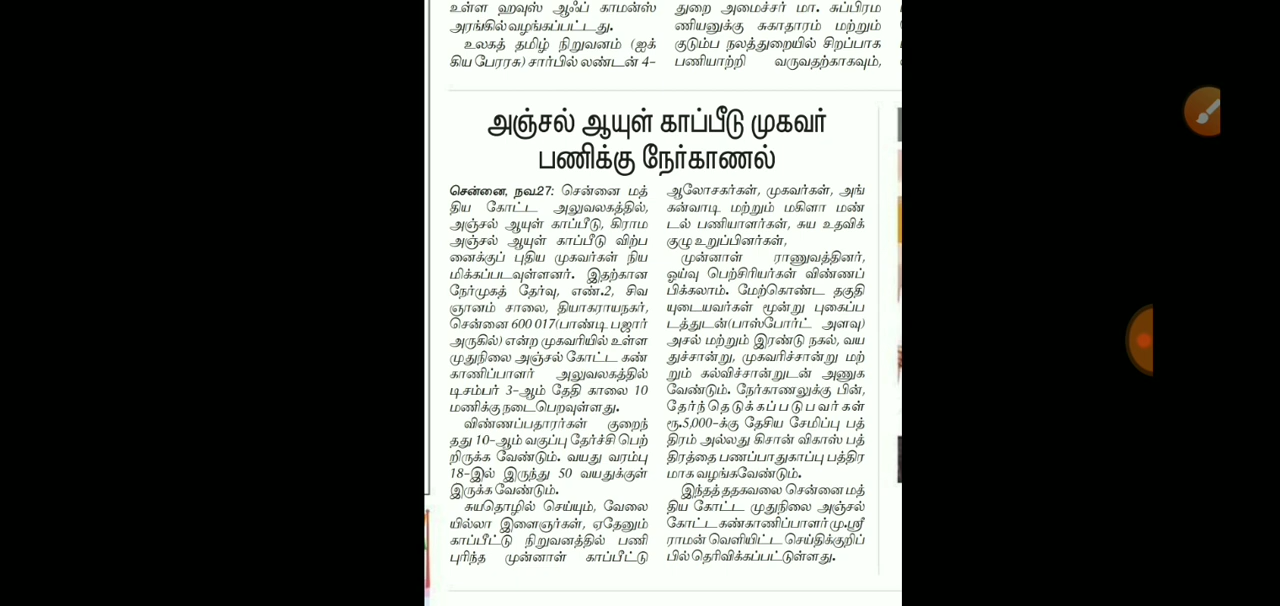 உள்ள ஹவுஸ் ஆஃப் காமன்ஸ்
அரங்கில் வழங்கப்பட்டது.
உலகத் தமிழ் நிறுவனம் (ஐக்
கிய பேரரசு) சார்பில் லண்டன் 4-
துறை அமைச்சர் மா. சுப்பிரம
ணியனுக்கு சுகாதாரம் மற்றும்
குடும்ப நலத்துறையில் சிறப்பாக
பணியாற்றி வருவதற்காகவும்,
அஞ்சல் ஆயுள் காப்பீடு முகவர்
பணிக்கு நேர்காணல்
சென்னை, நவ.27: சென்னை மத்
திய கோட்ட அலுவலகத்தில்,
அஞ்சல் ஆயுள் காப்பீடு, கிராம
அஞ்சல் ஆயுள் காப்பீடு விற்ப
னைக்குப் புதிய முகவர்கள் நிய
மிக்கப்படவுள்ளனர். இதற்கான
நேர்முகத் தேர்வு, எண்.2, சிவ
ஞானம் சாலை, தியாகராயநகர்,
சென்னை 600 017(பாண்டி பஜார்
அருகில்) என்ற முகவரியில் உள்ள
முதுநிலை அஞ்சல் கோட்ட கண்
காணிப்பாளர் அலுவலகத்தில்
டிசம்பர் 3-ஆம் தேதி காலை 10
மணிக்கு நடைபெறவுள்ளது.
விண்ணப்பதாரர்கள் குறைந்
தது 10-ஆம் வகுப்பு தேர்ச்சி பெற்
றிருக்க வேண்டும். வயது வரம்பு
18-இல் இருந்து 50 வயதுக்குள்
இருக்க வேண்டும்.
சுயதொழில் செய்யும், வேலை
யில்லா இளைஞர்கள், ஏதேனும்
காப்பீட்டு நிறுவனத்தில் பணி
புரிந்த முன்னாள் காப்பீட்டு
ஆலோசகர்கள், முகவர்கள், அங்
கன்வாடி மற்றும் மகிளா மண்
டல் பணியாளர்கள், சுய உதவிக்
குழு உறுப்பினர்கள்,
முன்னாள் ராணுவத்தினர்,
ஓய்வு பெற்சிரியர்கள் விண்ணப்
பிக்கலாம். மேற்கொண்ட தகுதி
யுடையவர்கள் மூன்று புகைப்ப
டத்துடன்(பாஸ்போர்ட் அளவு)
அசல் மற்றும் இரண்டு நகல், வய
துச்சான்று, முகவரிச்சான்று மற்
றும் கல்விச்சான்றுடன் அணுக
வேண்டும். நேர்காணலுக்கு பின்,
தேர்ந்தெடுக்கப்படுபவர்கள்
ரூ.5,000-க்கு தேசிய சேமிப்பு பத்
திரம் அல்லது கிசான் விகாஸ் பத்
திரத்தை பணப்பாதுகாப்பு பத்திர
மாக வழங்கவேண்டும்.
இந்தத்ததகவலை சென்னை மத்
திய கோட்ட முதுநிலை அஞ்சல்
கோட்ட கண்காணிப்பாளர் மு.ஸ்ரீ
ராமன் வெளியிட்ட செய்திக்குறிப்
பில் தெரிவிக்கப்பட்டுள்ளது.